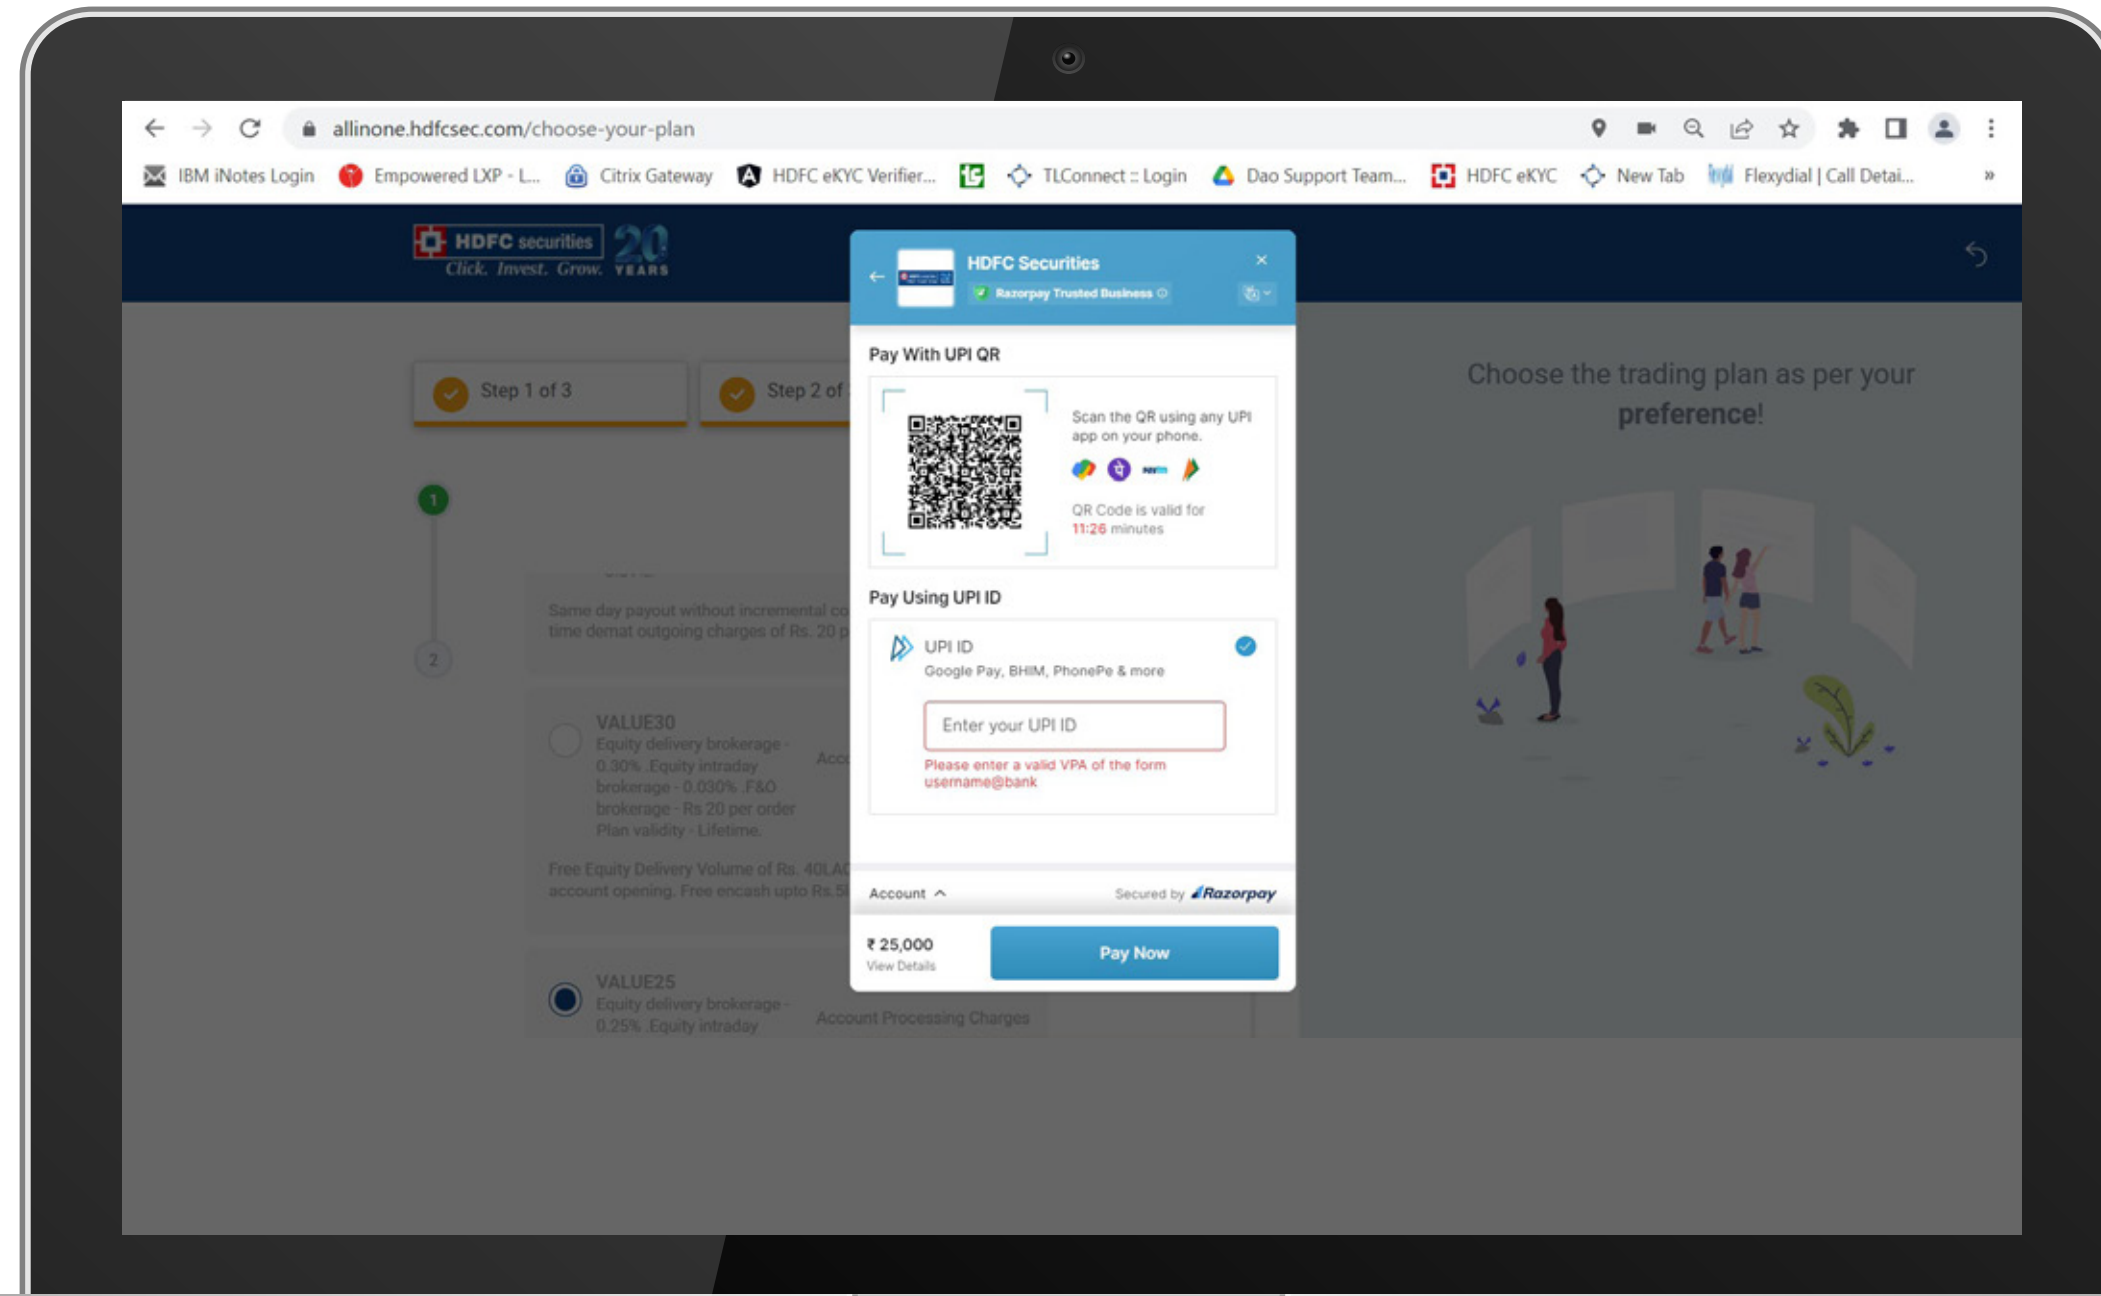 allinone.hdfcsec.com/choose-your-plan
IBM iNotes Login
Empowered LXP - L...
Citrix Gateway
HDFC eKYC Verifier...
TLConnect :: Login
Dao Support Team...
HDFC eKYC
New Tab
Flexydial | Call Detai...
»
HDFC securities
Click. Invest. Grow.
20
YEARS
HDFC Securities
Razorpay Trusted Business
Step 1 of 3
Step 2 of
1
2
Same day payout without incremental co
time demat outgoing charges of Rs. 20 p
VALUE30
Equity delivery brokerage -
0.30% .Equity intraday
brokerage - 0.030% .F&O
brokerage - Rs 20 per order
Plan validity - Lifetime.
Acco
Free Equity Delivery Volume of Rs. 40LAC
account opening. Free encash upto Rs.5
VALUE25
Equity delivery brokerage -
0.25% .Equity intraday
Account Processing Charges
Pay With UPI QR
Scan the QR using any UPI
app on your phone.
पे
paytm
QR Code is valid for
11:26 minutes
Pay Using UPI ID
UPI ID
Google Pay, BHIM, PhonePe & more
Enter your UPI ID
Please enter a valid VPA of the form
username@bank
Account
Secured by Razorpay
₹ 25,000
View Details
Pay Now
Choose the trading plan as per your
preference!